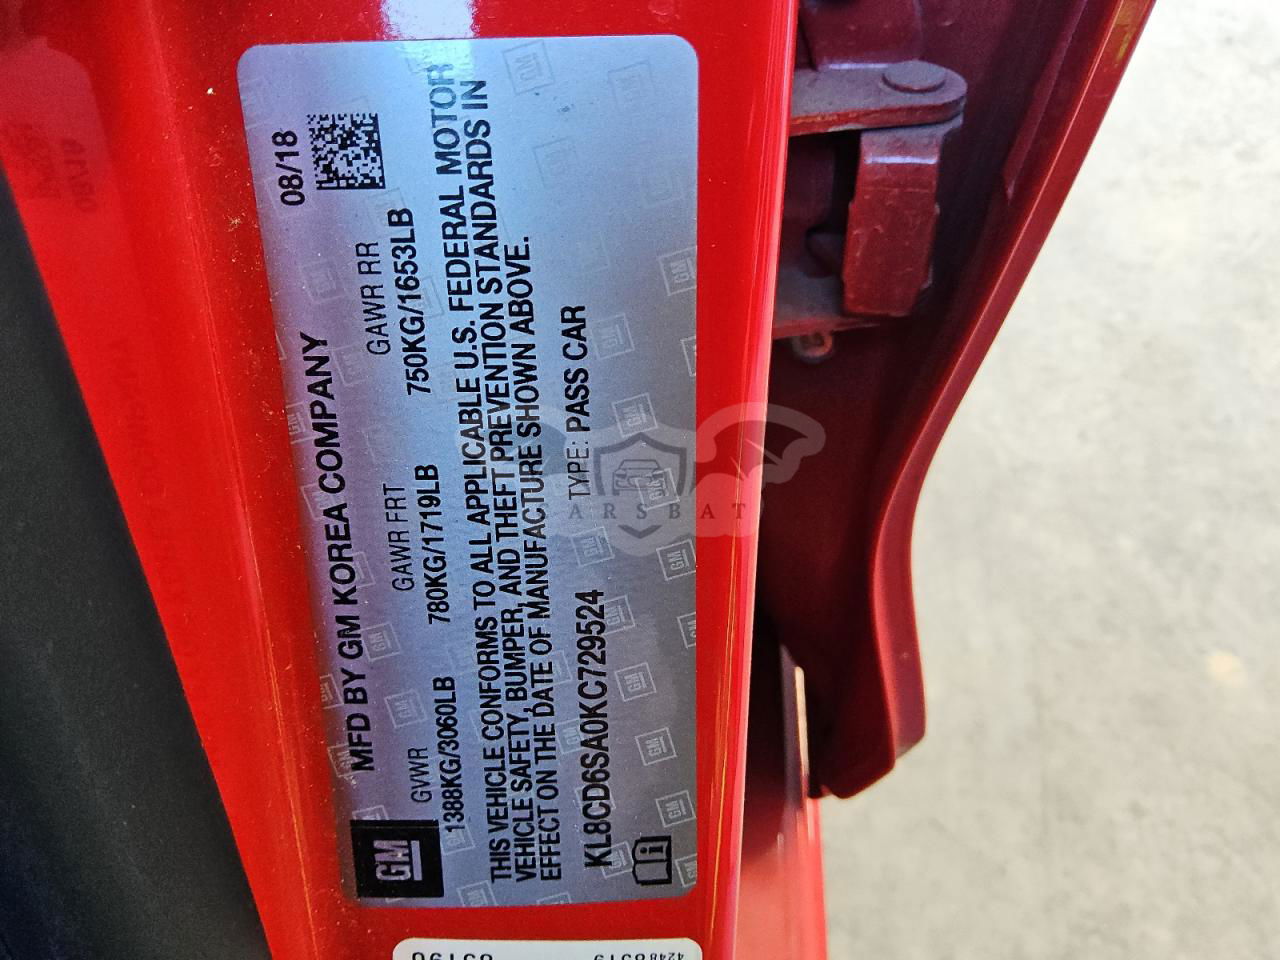 MFD BY GM KOREA COMPANY 08/18
GM
GVWR GAWR FRT GAWR RR
1388KG/3060LB 780KG/1719LB 750KG/1653LB
THIS VEHICLE CONFORMS TO ALL APPLICABLE U.S. FEDERAL MOTOR
VEHICLE SAFETY, BUMPER, AND THEFT PREVENTION STANDARDS IN
EFFECT ON THE DATE OF MANUFACTURE SHOWN ABOVE.
KL8CD6SA0KC729524 TYPE: PASS CAR
CARSBAT